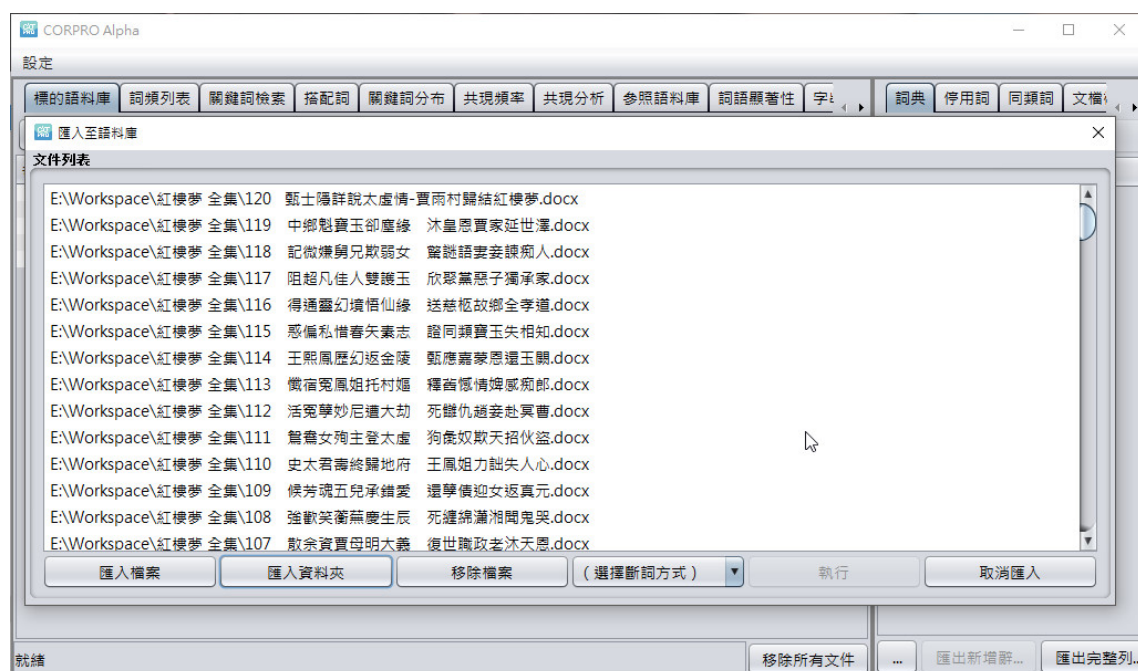 CORPRO Alpha
設定
標的語料庫 詞頻列表 關鍵詞檢索 搭配詞 關鍵詞分布 共現頻率 共現分析 參照語料庫 詞語顯著性 詞典 停用詞 同類詞
匯入至語料庫
文件列表
E:\Workspace\紅樓夢 全集\120 甄士隱詳說太虛情-賈雨村歸結紅樓夢.docx
E:\Workspace\紅樓夢 全集\119 中鄉魁寶玉卻塵緣 沐皇恩賈家延世澤.docx
E:\Workspace\紅樓夢 全集\118 記微嫌舅兄欺弱女 驚謎語妻妾諫痴人.docx
E:\Workspace\紅樓夢 全集\117 阻超凡佳人雙護玉 欣聚黨惡子獨承家.docx
E:\Workspace\紅樓夢 全集\116 得通靈幻境悟仙緣 送慈柩故鄉全孝道.docx
E:\Workspace\紅樓夢 全集\115 惑偏私惜春矢素志 證同類寶玉失相知.docx
E:\Workspace\紅樓夢 全集\114 王熙鳳歷幻返金陵 甄應嘉蒙恩還玉闕.docx
E:\Workspace\紅樓夢 全集\113 懺宿冤鳳姐托村嫗 釋舊憾情婢感痴郎.docx
E:\Workspace\紅樓夢 全集\112 活冤孽妙尼遭大劫 死讎仇趙妾赴冥曹.docx
E:\Workspace\紅樓夢 全集\111 鴛鴦女殉主登太虛 狗彘奴欺天招伙盜.docx
E:\Workspace\紅樓夢 全集\110 史太君壽終歸地府 王鳳姐力詘失人心.docx
E:\Workspace\紅樓夢 全集\109 候芳魂五兒承錯愛 還孽債迎女返真元.docx
E:\Workspace\紅樓夢 全集\108 強歡笑蘅蕪慶生辰 死纏綿瀟湘聞鬼哭.docx
E:\Workspace\紅樓夢 全集\107 散余資賈母明大義 復世職政老沐天恩.docx
匯入檔案 匯入資料夾 移除檔案 (選擇斷詞方式) 執行 取消匯入
就緒 移除所有文件 ... 匯出新增辭... 匯出完整列...